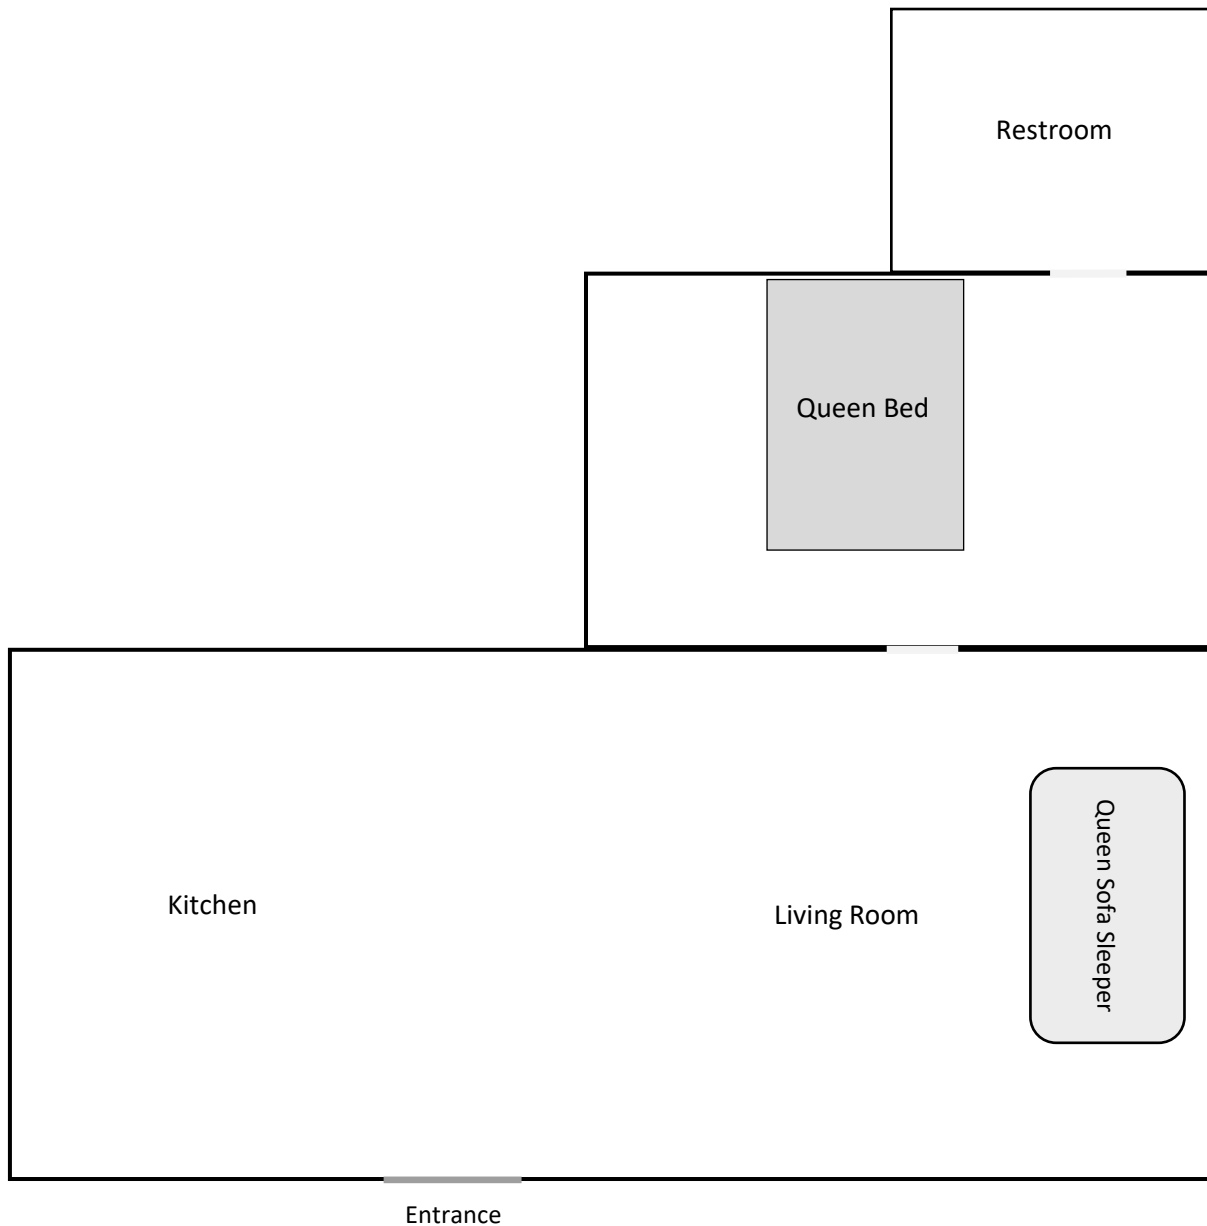 Restroom
Queen Bed
Queen Sofa Sleeper
Kitchen
Living Room
Entrance